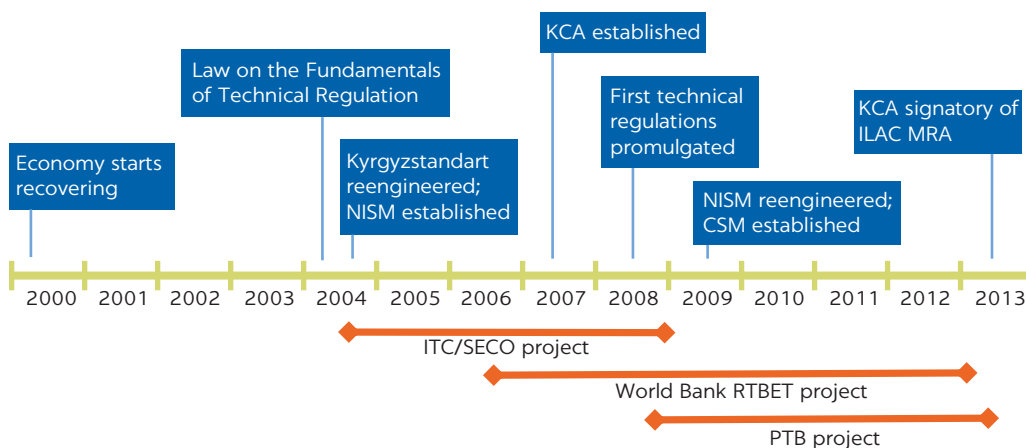 KCA established
Law on the Fundamentals
of Technical Regulation
First technical
regulations
promulgated
KCA signatory of
ILAC MRA
Economy starts
recovering
Kyrgyzstandart
reengineered;
NISM established
NISM reengineered;
CSM established
2000 2001 2002 2003 2004 2005 2006 2007 2008 2009 2010 2011 2012 2013
ITC/SECO project
World Bank RTBET project
PTB project